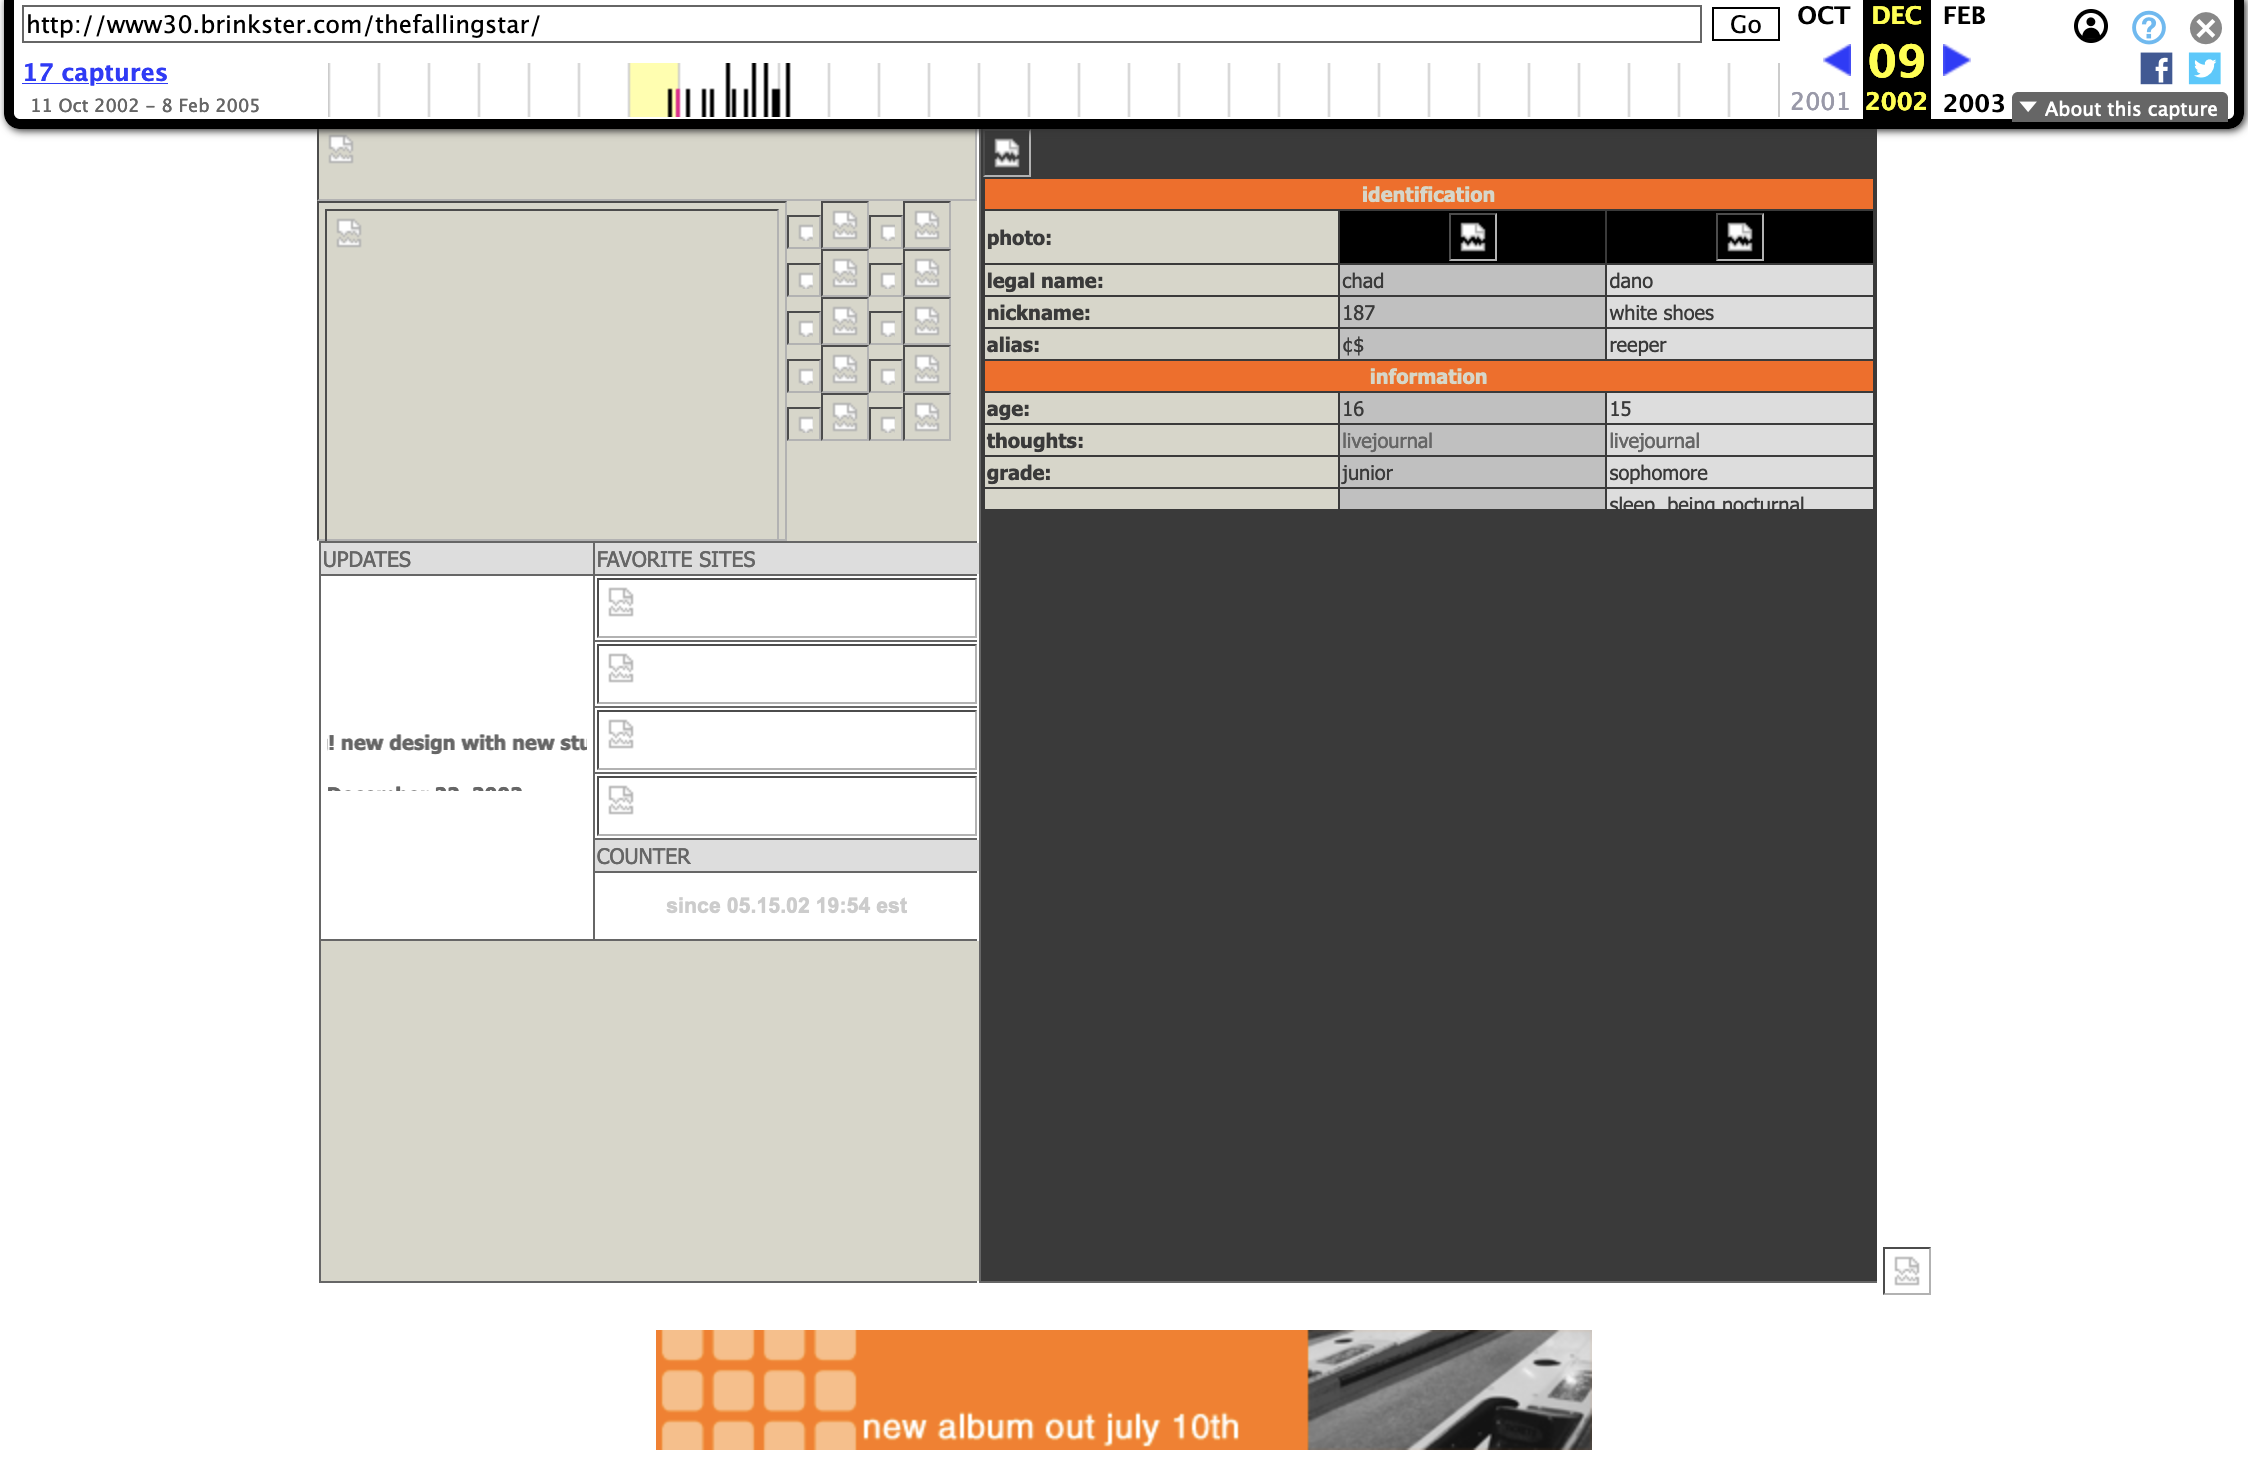 http://www30.brinkster.com/thefallingstar/
Go
OCT DEC FEB
17 captures
09
11 Oct 2002 – 8 Feb 2005
2001 2002 2003
About this capture
identification
photo:
legal name: chad dano
nickname: 187 white shoes
alias: ¢$ reeper
information
age: 16 15
thoughts: livejournal livejournal
grade: junior sophomore
sleep, being nocturnal
UPDATES FAVORITE SITES
! new design with new stu
COUNTER
since 05.15.02 19:54 est
new album out july 10th